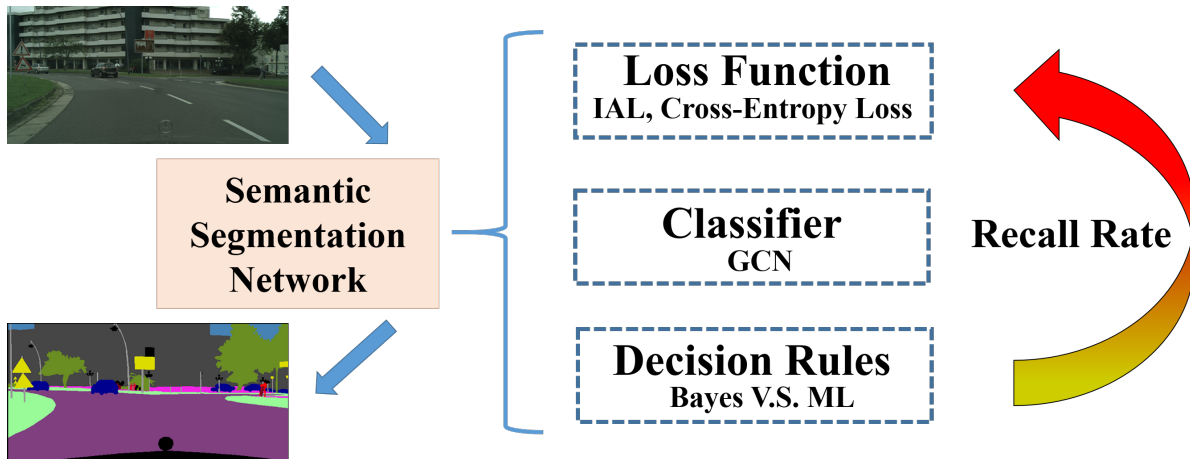 Semantic
Segmentation
Network
Loss Function
IAL, Cross-Entropy Loss
Classifier
GCN
Decision Rules
Bayes V.S. ML
Recall Rate